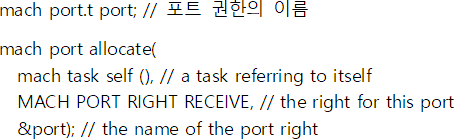 mach port.t port; // 포트 권한의 이름
mach port allocate(
mach task self (), // a task referring to itself
MACH PORT RIGHT RECEIVE, // the right for this port
&port); // the name of the port right